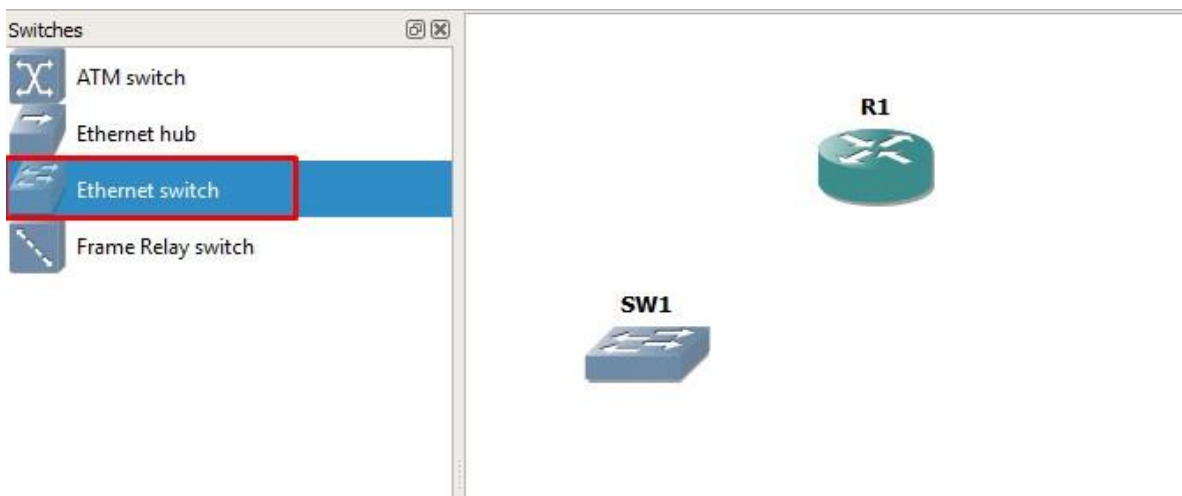 Switches
ATM switch
Ethernet hub
Ethernet switch
Frame Relay switch
R1
SW1